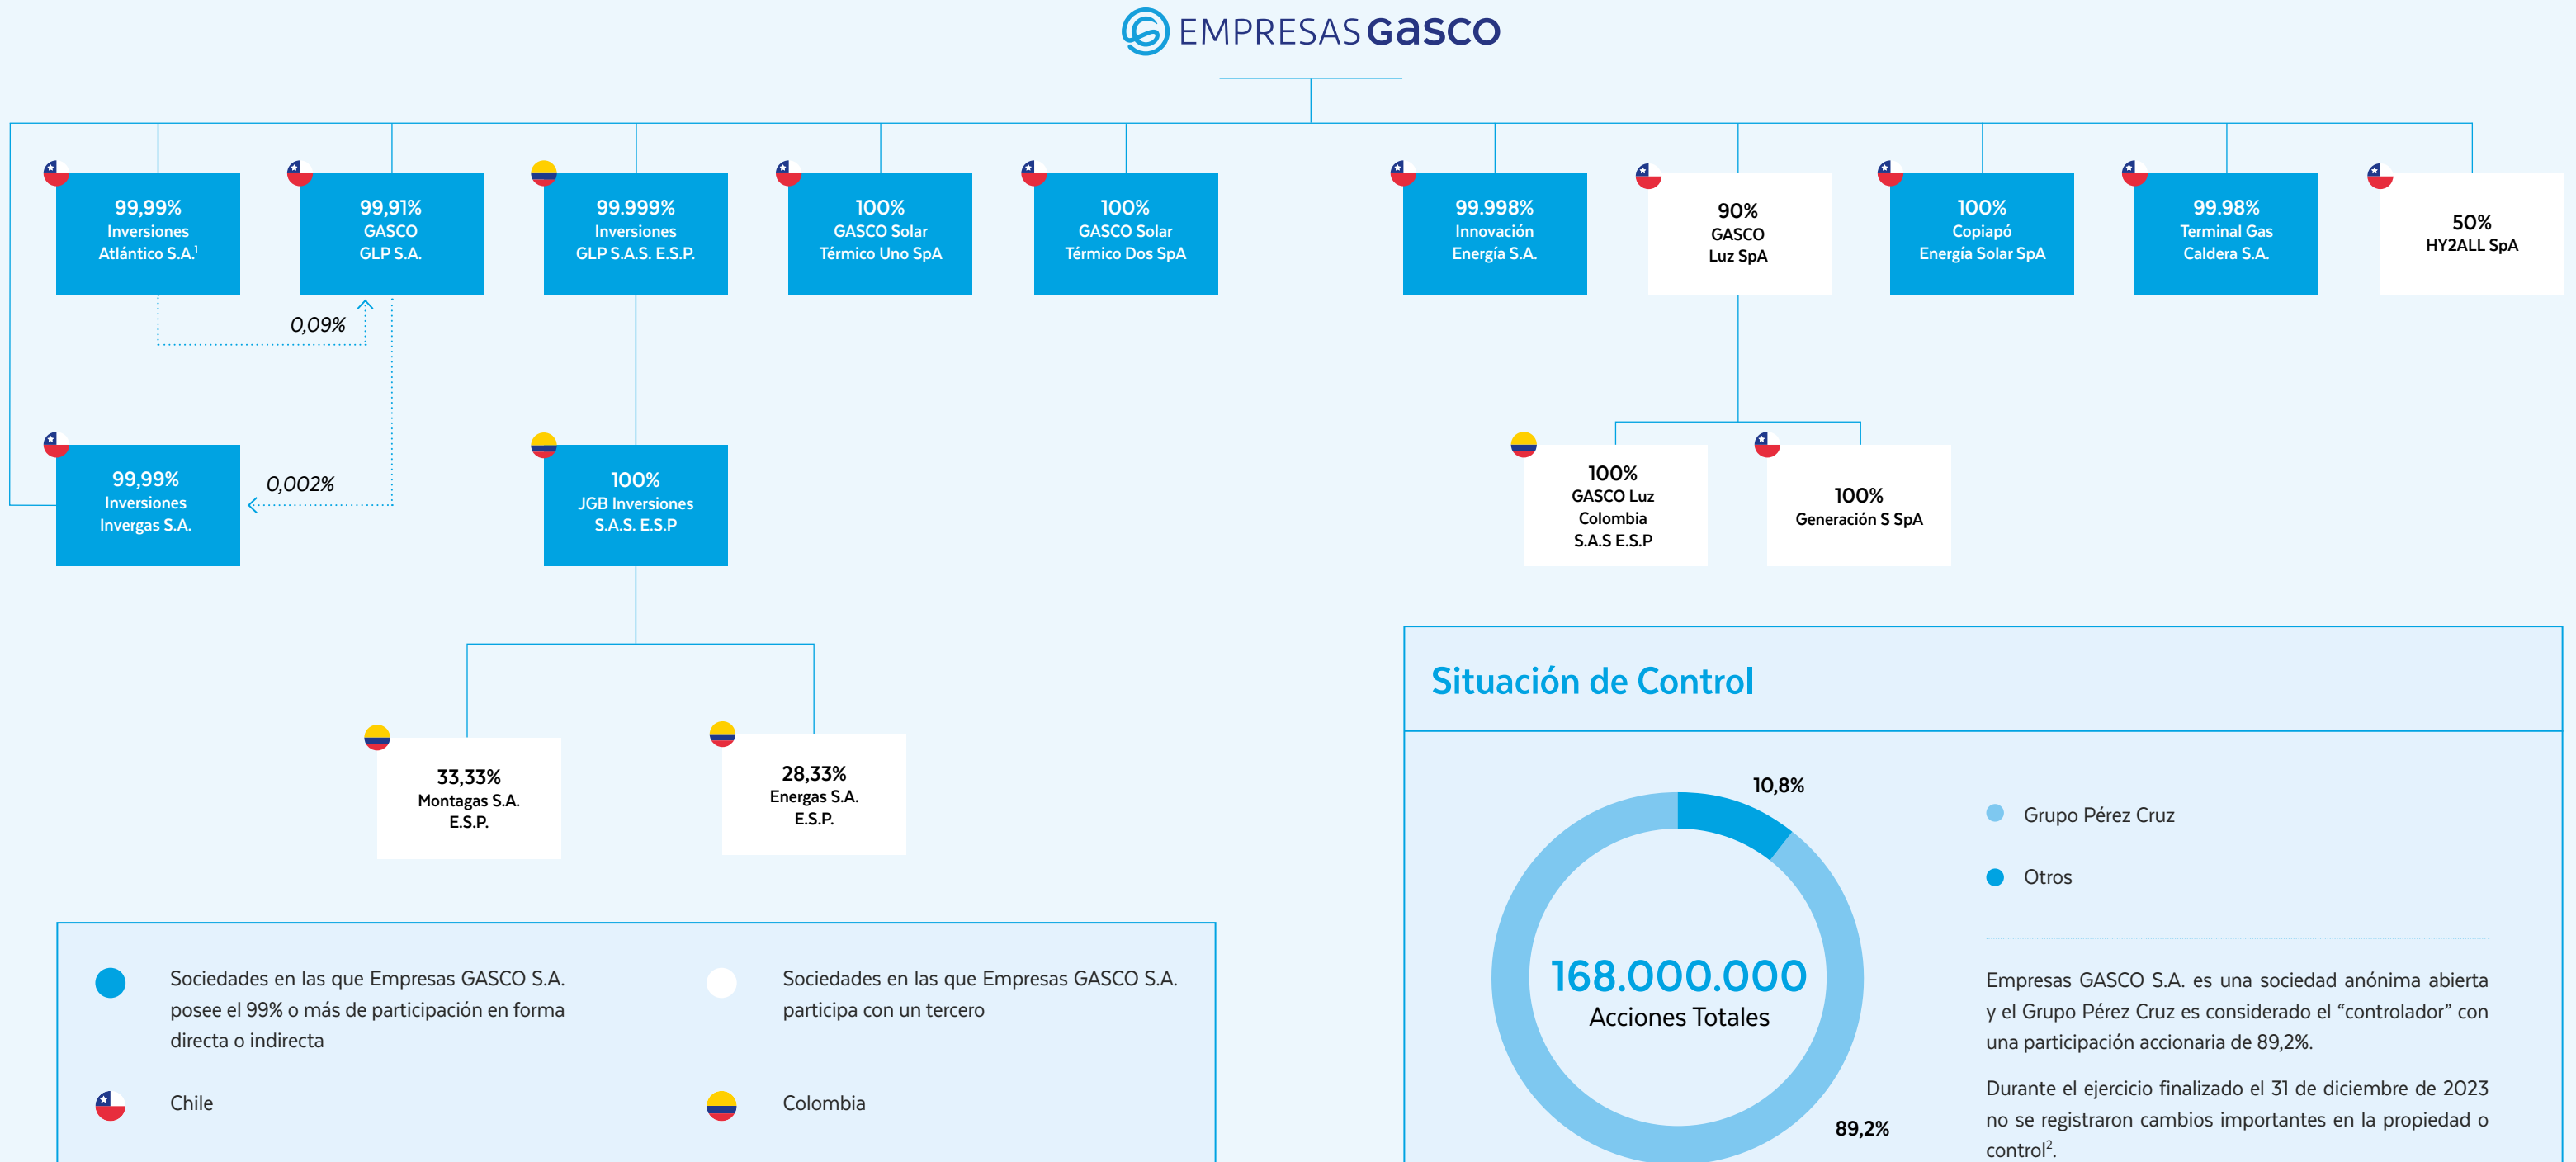 EMPRESAS GASCO
99,99%
Inversiones
Atlántico S.A.¹
99,91%
GASCO
GLP S.A.
99.999%
Inversiones
GLP S.A.S. E.S.P.
100%
GASCO Solar
Térmico Uno SpA
100%
GASCO Solar
Térmico Dos SpA
99.998%
Innovación
Energía S.A.
90%
GASCO
Luz SpA
100%
Copiapó
Energía Solar SpA
99.98%
Terminal Gas
Caldera S.A.
50%
HY2ALL SpA
0,09%
99,99%
Inversiones
Invergas S.A.
0,002%
100%
JGB Inversiones
S.A.S. E.S.P
100%
GASCO Luz
Colombia
S.A.S E.S.P
100%
Generación S SpA
33,33%
Montagas S.A.
E.S.P.
28,33%
Energas S.A.
E.S.P.
Sociedades en las que Empresas GASCO S.A.
posee el 99% o más de participación en forma
directa o indirecta
Sociedades en las que Empresas GASCO S.A.
participa con un tercero
Chile
Colombia
Situación de Control
10,8%
89,2%
168.000.000
Acciones Totales
Grupo Pérez Cruz
Otros
Empresas GASCO S.A. es una sociedad anónima abierta
y el Grupo Pérez Cruz es considerado el “controlador” con
una participación accionaria de 89,2%.
Durante el ejercicio finalizado el 31 de diciembre de 2023
no se registraron cambios importantes en la propiedad o
control².